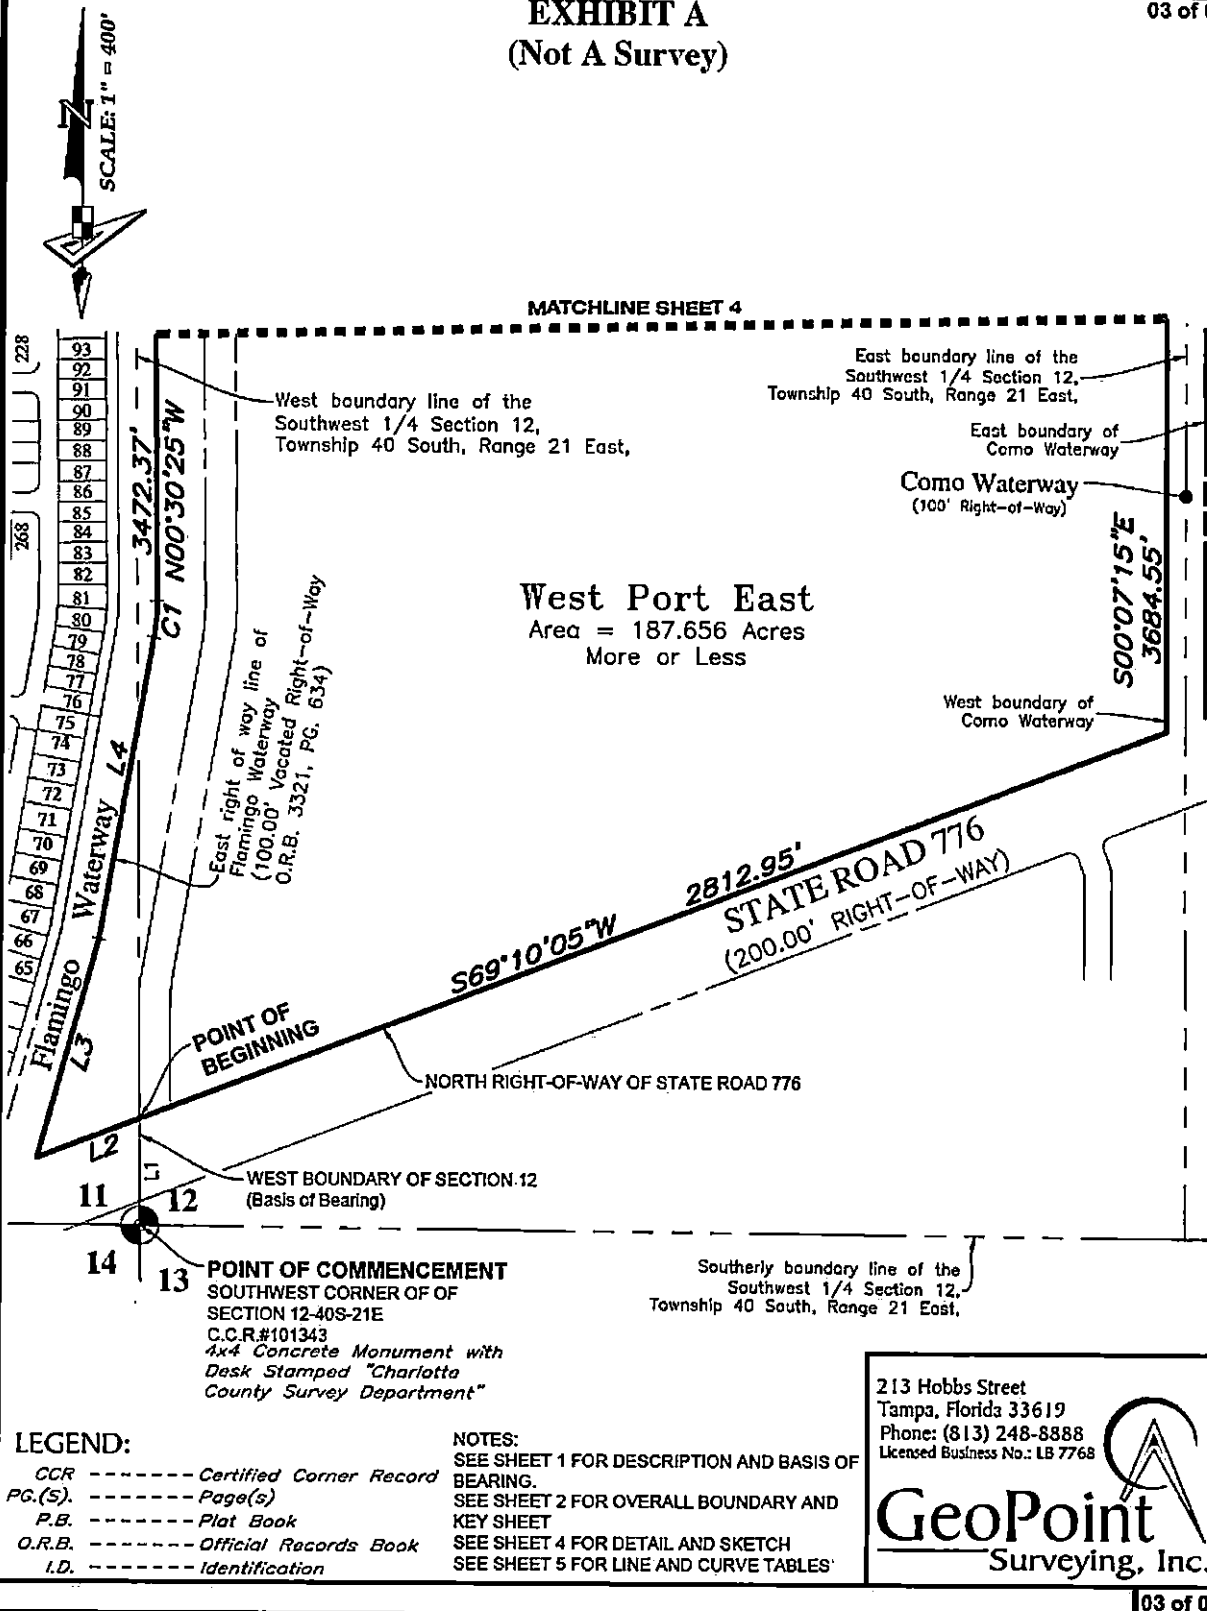 EXHIBIT A
(Not A Survey)
03 of
N
SCALE: 1" = 400'
MATCHLINE SHEET 4
228
268
93
92
91
90
89
88
87
86
85
84
83
82
81
80
79
78
77
76
75
74
73
72
71
70
69
68
67
66
65
3472.37'
C1 N00°30'25"W
West boundary line of the
Southwest 1/4 Section 12,
Township 40 South, Range 21 East,
East boundary line of the
Southwest 1/4 Section 12,
Township 40 South, Range 21 East,
East boundary of
Como Waterway
Como Waterway
(100' Right-of-Way)
S00°07'15"E
3684.55'
West Port East
Area = 187.656 Acres
More or Less
West boundary of
Como Waterway
East right of way line of
Flamingo Waterway
(100.00' Vacated Right-of-Way
O.R.B. 3321, PG. 634)
L4
Flamingo Waterway
L3
S69°10'05"W
2812.95'
STATE ROAD 776
(200.00' RIGHT-OF-WAY)
POINT OF
BEGINNING
NORTH RIGHT-OF-WAY OF STATE ROAD 776
L2
L1
WEST BOUNDARY OF SECTION 12
(Basis of Bearing)
11
12
14
13
POINT OF COMMENCEMENT
SOUTHWEST CORNER OF OF
SECTION 12-40S-21E
C.C.R.#101343
4x4 Concrete Monument with
Desk Stamped "Charlotte
County Survey Department"
Southerly boundary line of the
Southwest 1/4 Section 12,
Township 40 South, Range 21 East,
LEGEND:
CCR -------- Certified Corner Record
PG.(S). -------- Page(s)
P.B. -------- Plat Book
O.R.B. -------- Official Records Book
I.D. -------- Identification
NOTES:
SEE SHEET 1 FOR DESCRIPTION AND BASIS OF
BEARING.
SEE SHEET 2 FOR OVERALL BOUNDARY AND
KEY SHEET
SEE SHEET 4 FOR DETAIL AND SKETCH
SEE SHEET 5 FOR LINE AND CURVE TABLES
213 Hobbs Street
Tampa, Florida 33619
Phone: (813) 248-8888
Licensed Business No.: LB 7768
GeoPoint
Surveying, Inc.
03 of